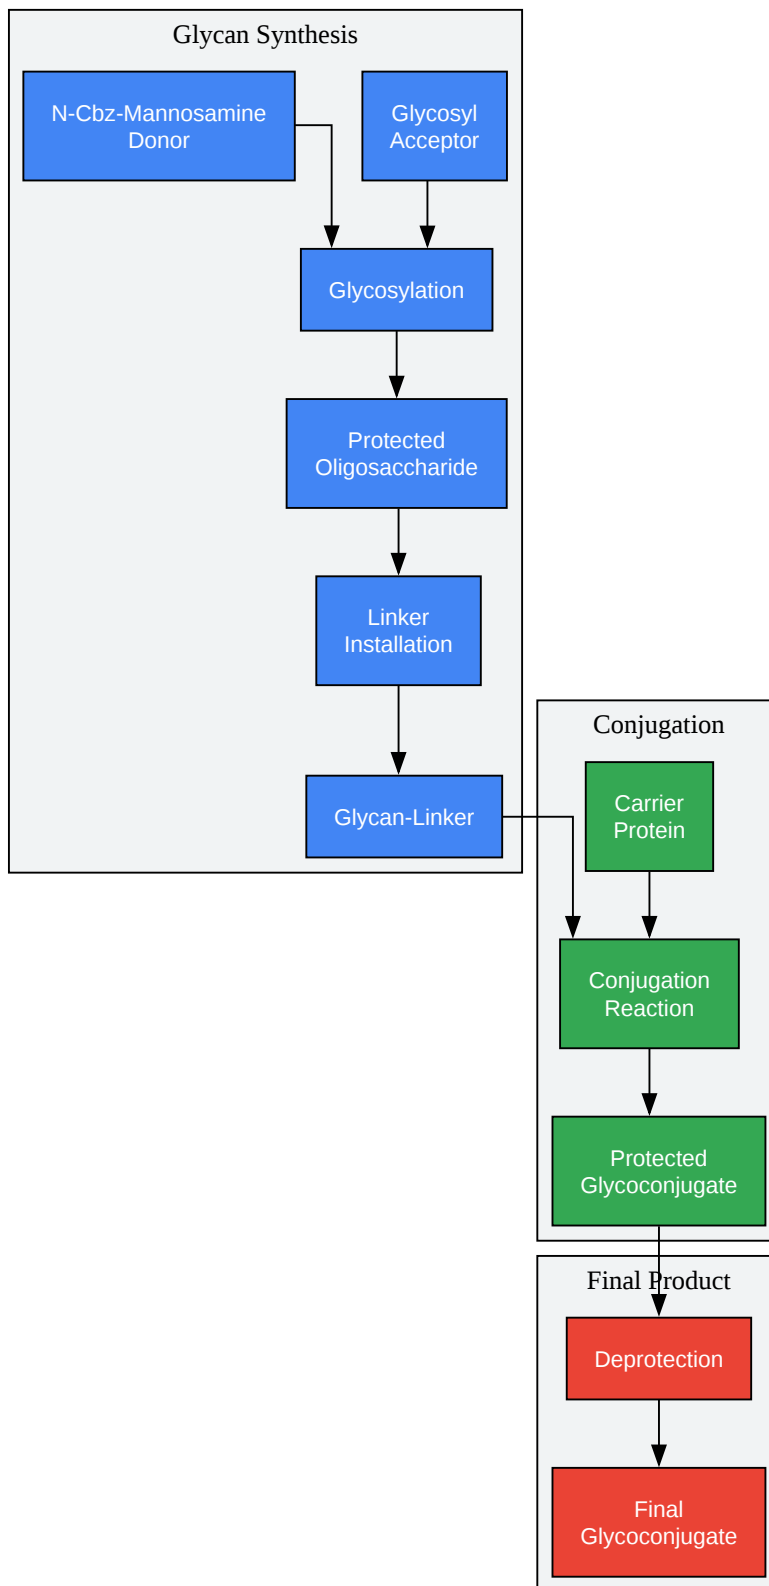 Glycan Synthesis
N-Cbz-Mannosamine
Donor
Glycosyl
Acceptor
Glycosylation
Protected
Oligosaccharide
Linker
Installation
Glycan-Linker
Conjugation
Carrier
Protein
Conjugation
Reaction
Protected
Glycoconjugate
Final Product
Deprotection
Final
Glycoconjugate